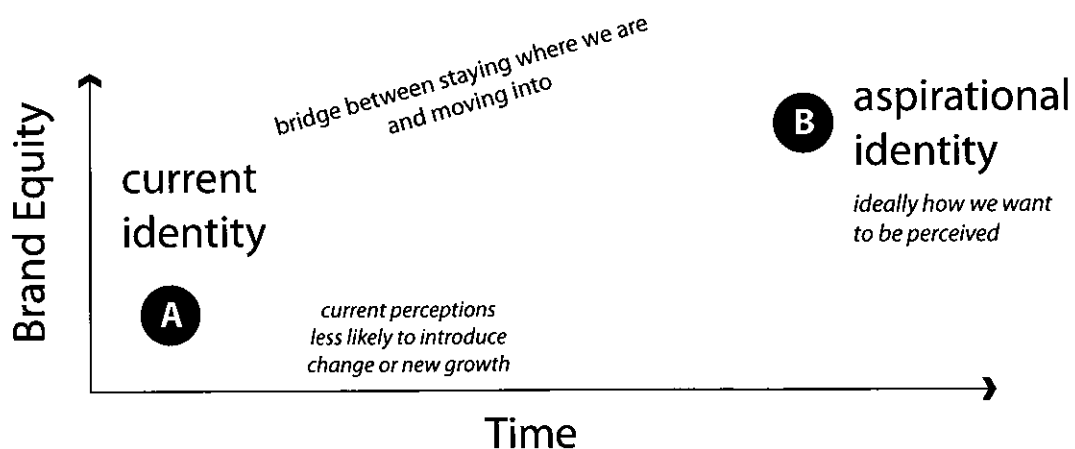 bridge between staying where we are
and moving into
B
aspirational
identity
ideally how we want
to be perceived
Brand Equity
current
identity
A
current perceptions
less likely to introduce
change or new growth
Time